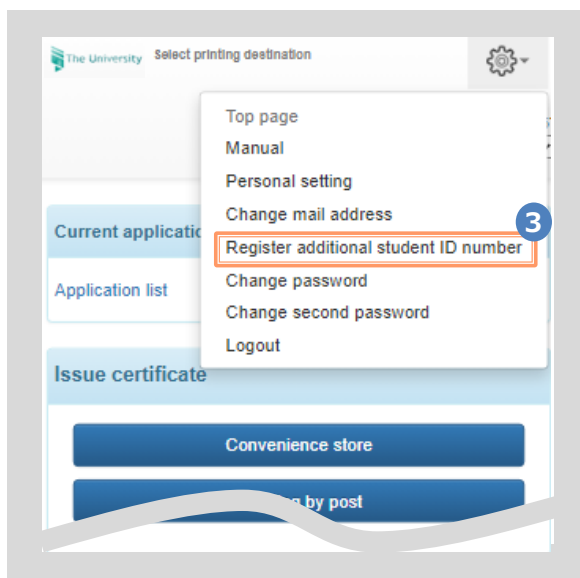 The University
Select printing destination
Top page
Manual
Personal setting
Change mail address
3
Register additional student ID number
Change password
Change second password
Logout
Current
Application list
Issue certificate
Convenience store
by post